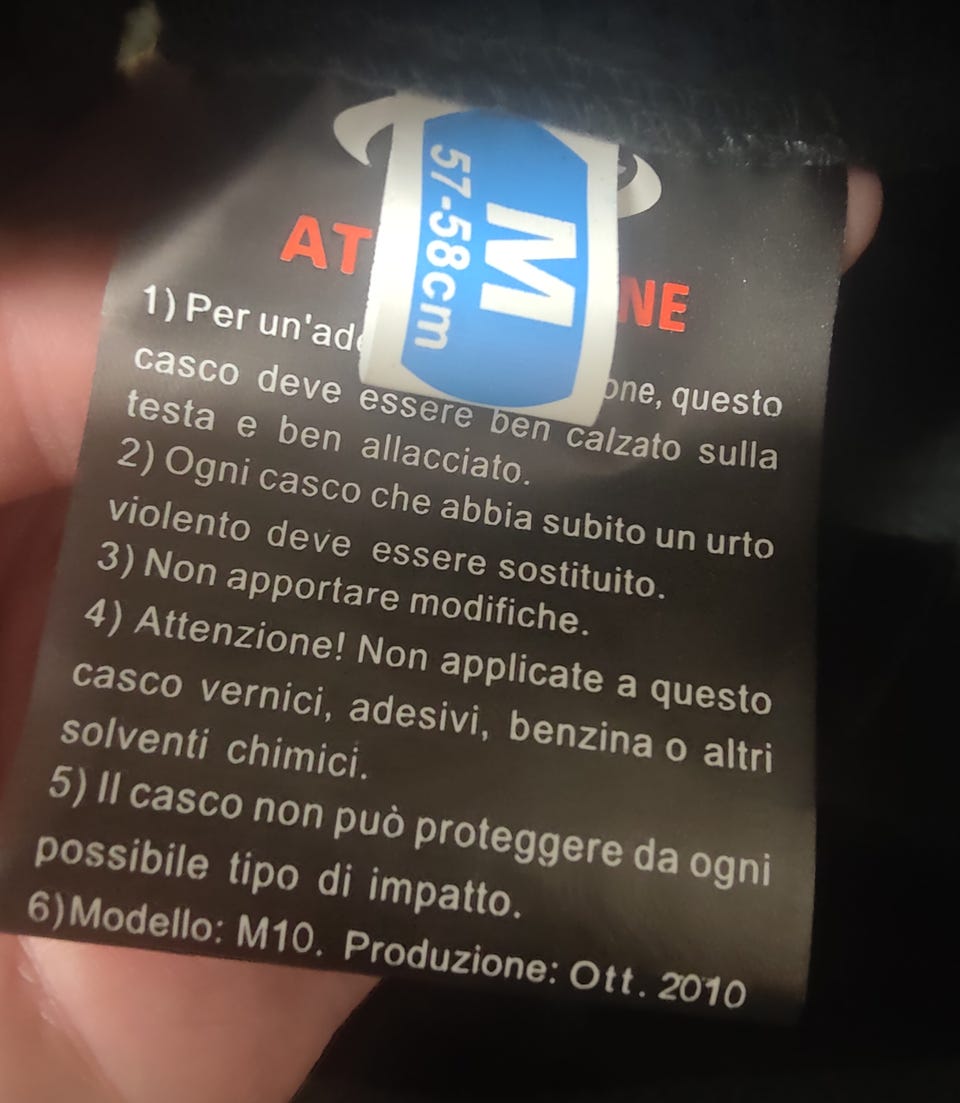 M
57-58cm
AT NE
1) Per un'ad one, questo
casco deve essere ben calzato sulla
testa e ben allacciato.
2) Ogni casco che abbia subito un urto
violento deve essere sostituito.
3) Non apportare modifiche.
4) Attenzione! Non applicate a questo
casco vernici, adesivi, benzina o altri
solventi chimici.
5) Il casco non può proteggere da ogni
possibile tipo di impatto.
6)Modello: M10. Produzione: Ott. 2010